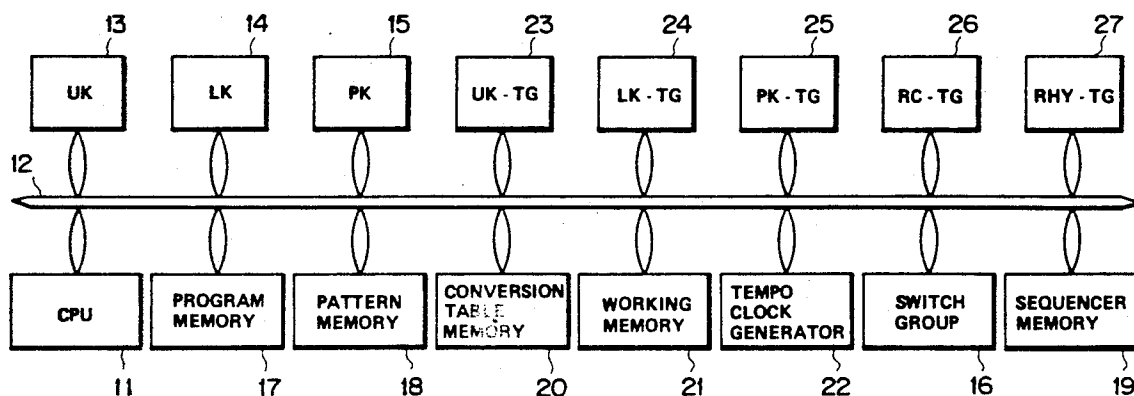 13 14 15 23 24 25 26 27
UK LK PK UK - TG LK - TG PK - TG RC - TG RHY - TG
12
CPU
PROGRAM
MEMORY
PATTERN
MEMORY
CONVERSION
TABLE
MEMORY
WORKING
MEMORY
TEMPO
CLOCK
GENERATOR
SWITCH
GROUP
SEQUENCER
MEMORY
11 17 18 20 21 22 16 19